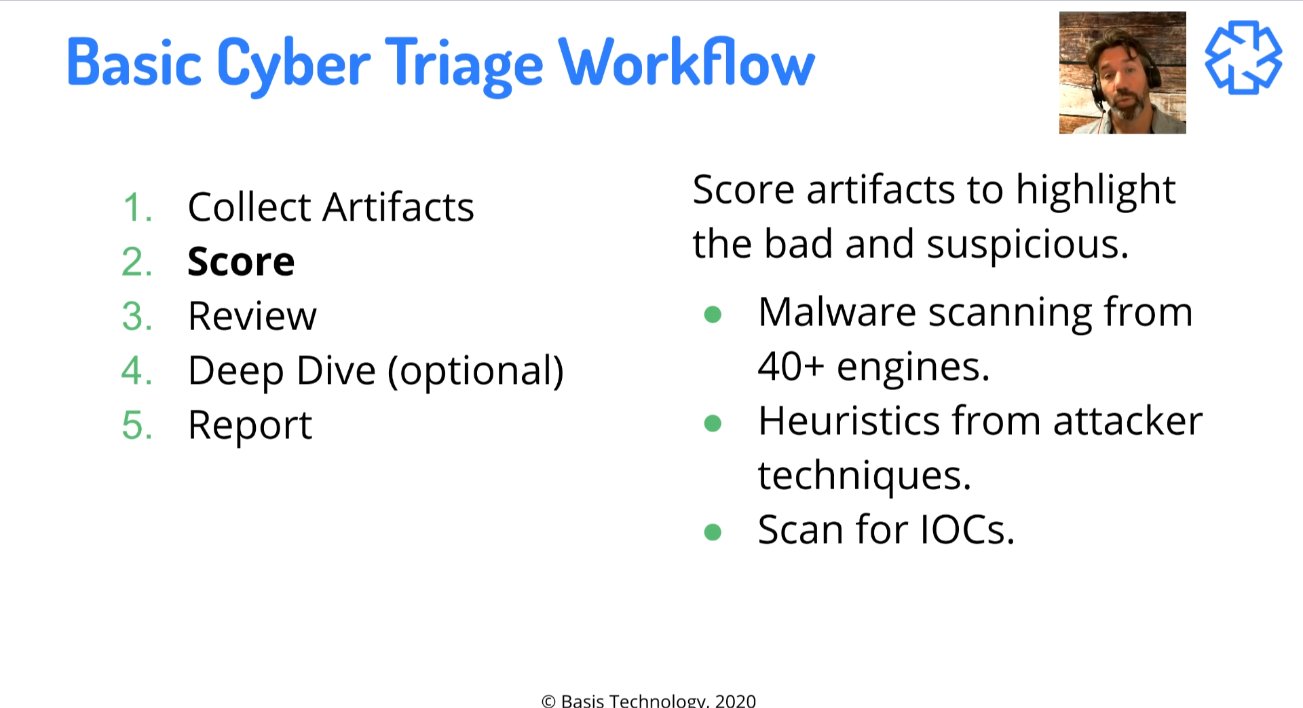 Basic Cyber Triage Workflow
1. Collect Artifacts
2. Score
3. Review
4. Deep Dive (optional)
5. Report
Score artifacts to highlight
the bad and suspicious.
● Malware scanning from
40+ engines.
● Heuristics from attacker
techniques.
● Scan for IOCs.
© Basis Technology, 2020